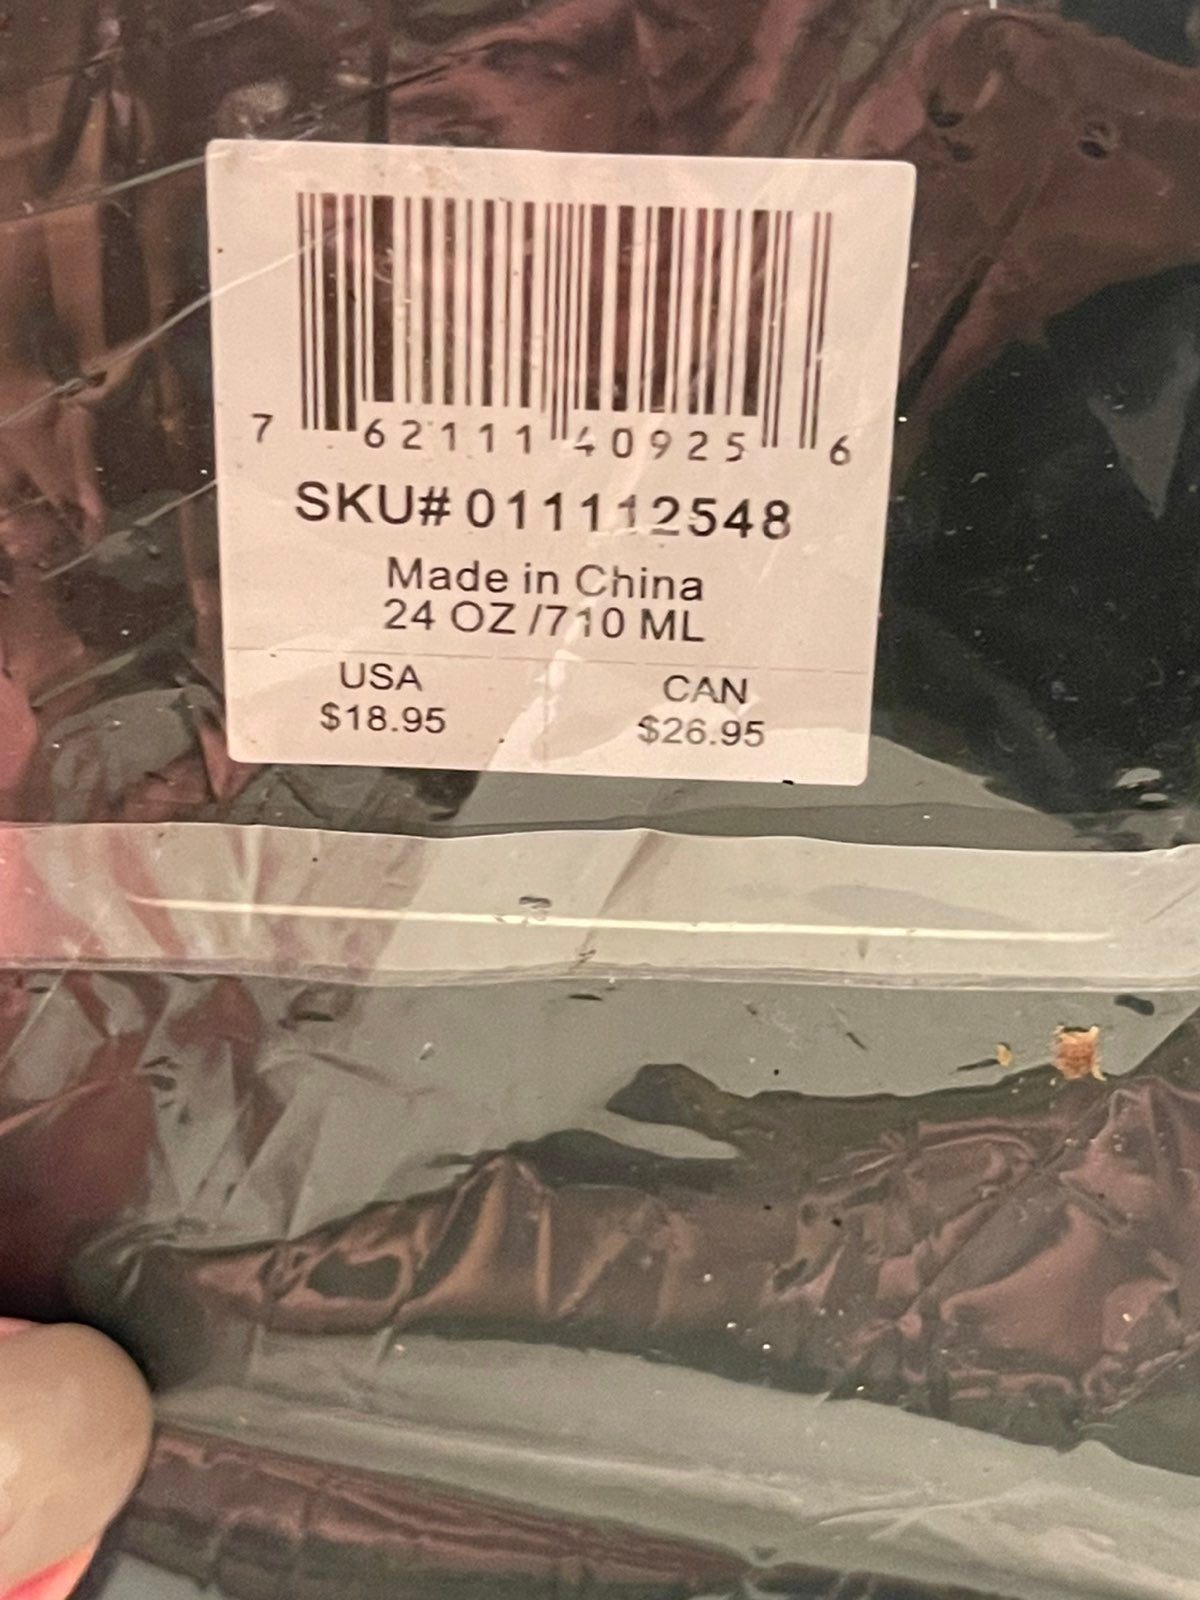 7 62111 40925 6
SKU# 011112548
Made in China
24 OZ /710 ML
USA CAN
$18.95 $26.95